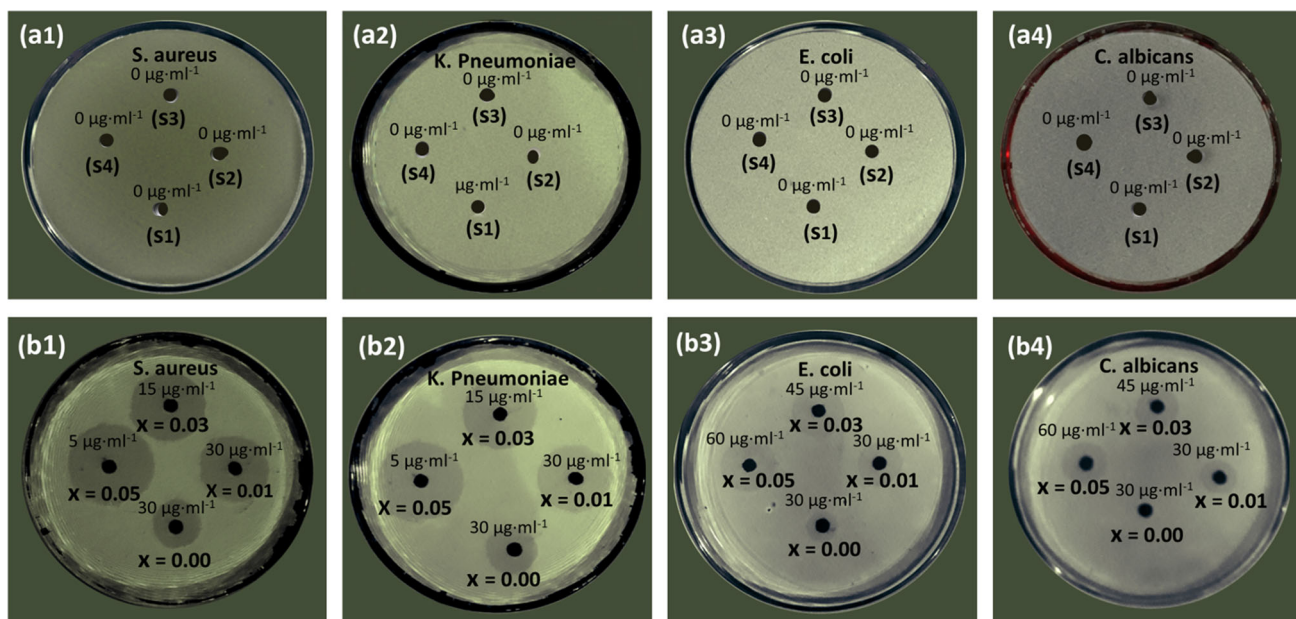 (a1)
S. aureus
0 µg·ml⁻¹
(S3)
0 µg·ml⁻¹
(S4)
0 µg·ml⁻¹
(S2)
0 µg·ml⁻¹
(S1)
(a2)
K. Pneumoniae
0 µg·ml⁻¹
(S3)
0 µg·ml⁻¹
(S4)
0 µg·ml⁻¹
(S2)
µg·ml⁻¹
(S1)
(a3)
E. coli
0 µg·ml⁻¹
(S3)
0 µg·ml⁻¹
(S4)
0 µg·ml⁻¹
(S2)
0 µg·ml⁻¹
(S1)
(a4)
C. albicans
0 µg·ml⁻¹
(S3)
0 µg·ml⁻¹
(S4)
0 µg·ml⁻¹
(S2)
0 µg·ml⁻¹
(S1)
(b1)
S. aureus
15 µg·ml⁻¹
x = 0.03
5 µg·ml⁻¹
x = 0.05
30 µg·ml⁻¹
x = 0.01
30 µg·ml⁻¹
x = 0.00
(b2)
K. Pneumoniae
15 µg·ml⁻¹
x = 0.03
5 µg·ml⁻¹
x = 0.05
30 µg·ml⁻¹
x = 0.01
30 µg·ml⁻¹
x = 0.00
(b3)
E. coli
45 µg·ml⁻¹
x = 0.03
60 µg·ml⁻¹
x = 0.05
30 µg·ml⁻¹
x = 0.01
30 µg·ml⁻¹
x = 0.00
(b4)
C. albicans
45 µg·ml⁻¹
x = 0.03
60 µg·ml⁻¹
x = 0.05
30 µg·ml⁻¹
x = 0.01
30 µg·ml⁻¹
x = 0.00